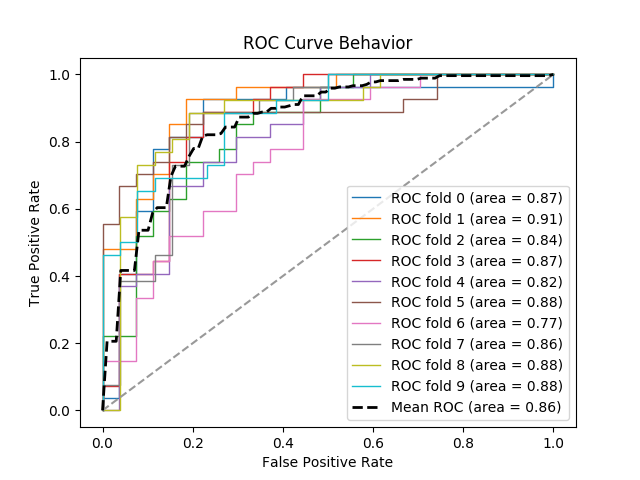 ROC Curve Behavior
1.0
0.8
0.6
0.4
0.2
0.0
True Positive Rate
ROC fold 0 (area = 0.87)
ROC fold 1 (area = 0.91)
ROC fold 2 (area = 0.84)
ROC fold 3 (area = 0.87)
ROC fold 4 (area = 0.82)
ROC fold 5 (area = 0.88)
ROC fold 6 (area = 0.77)
ROC fold 7 (area = 0.86)
ROC fold 8 (area = 0.88)
ROC fold 9 (area = 0.88)
Mean ROC (area = 0.86)
0.0 0.2 0.4 0.6 0.8 1.0
False Positive Rate